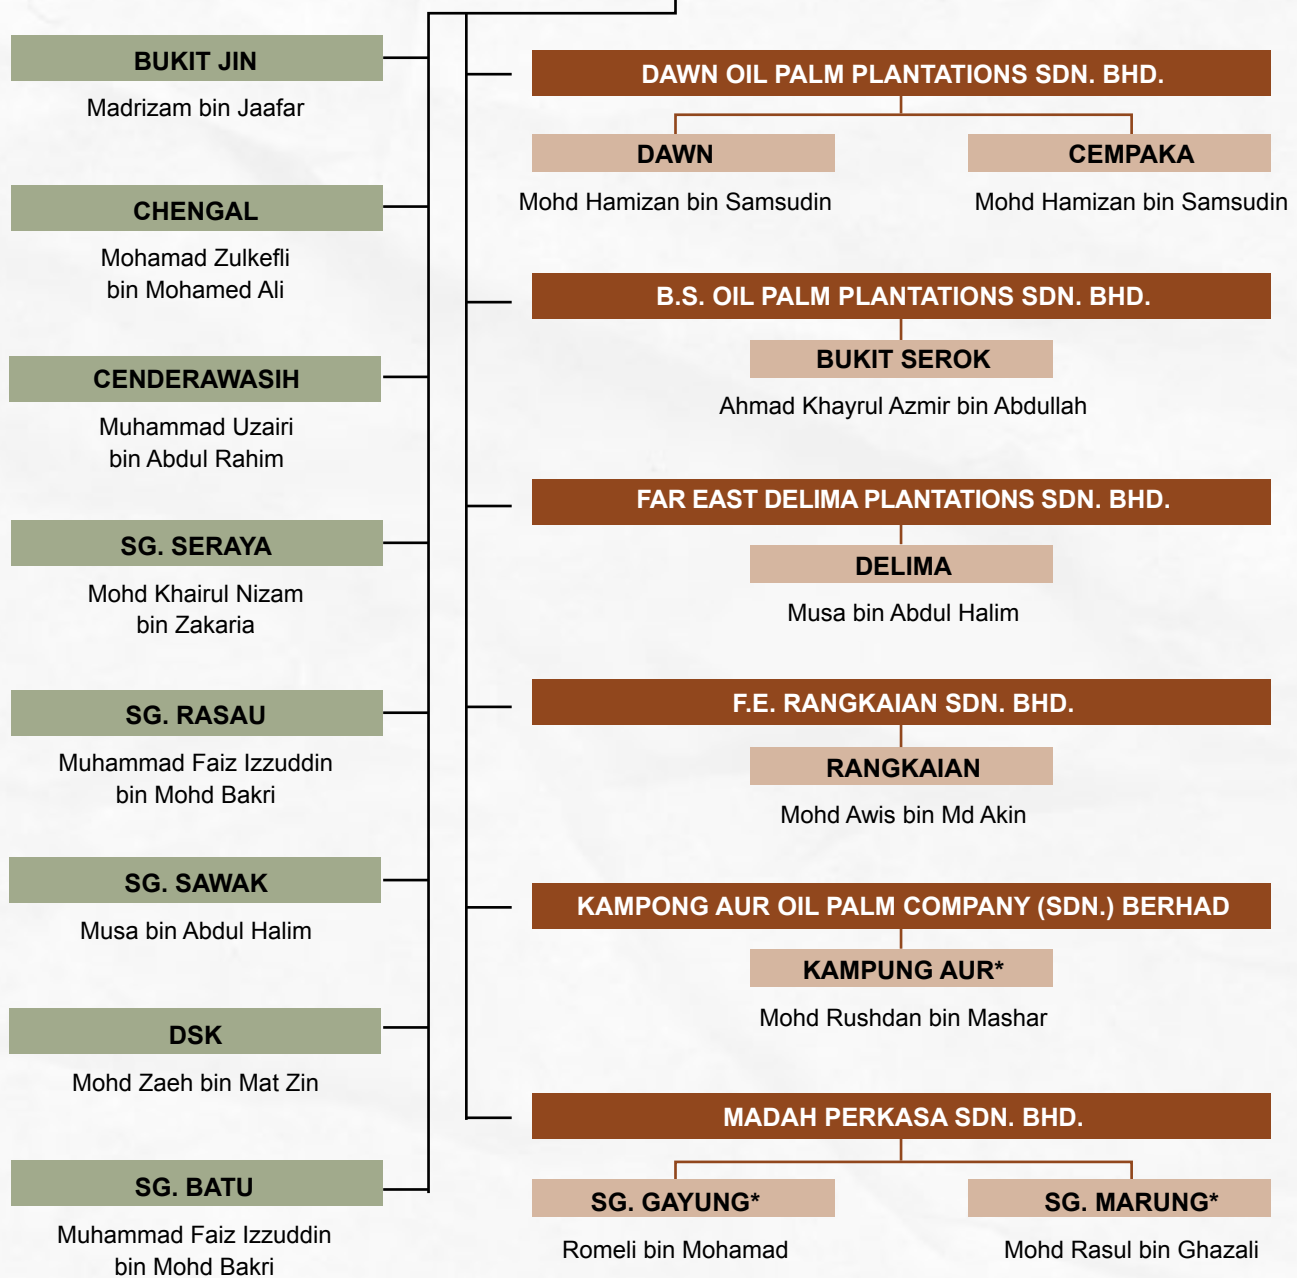 BUKIT JIN
Madrizam bin Jaafar
CHENGAL
Mohamad Zulkefli
bin Mohamed Ali
CENDERAWASIH
Muhammad Uzairi
bin Abdul Rahim
SG. SERAYA
Mohd Khairul Nizam
bin Zakaria
SG. RASAU
Muhammad Faiz Izzuddin
bin Mohd Bakri
SG. SAWAK
Musa bin Abdul Halim
DSK
Mohd Zaeh bin Mat Zin
SG. BATU
Muhammad Faiz Izzuddin
bin Mohd Bakri
DAWN OIL PALM PLANTATIONS SDN. BHD.
DAWN
Mohd Hamizan bin Samsudin
CEMPAKA
Mohd Hamizan bin Samsudin
B.S. OIL PALM PLANTATIONS SDN. BHD.
BUKIT SEROK
Ahmad Khayrul Azmir bin Abdullah
FAR EAST DELIMA PLANTATIONS SDN. BHD.
DELIMA
Musa bin Abdul Halim
F.E. RANGKAIAN SDN. BHD.
RANGKAIAN
Mohd Awis bin Md Akin
KAMPONG AUR OIL PALM COMPANY (SDN.) BERHAD
KAMPUNG AUR*
Mohd Rushdan bin Mashar
MADAH PERKASA SDN. BHD.
SG. GAYUNG*
Romeli bin Mohamad
SG. MARUNG*
Mohd Rasul bin Ghazali